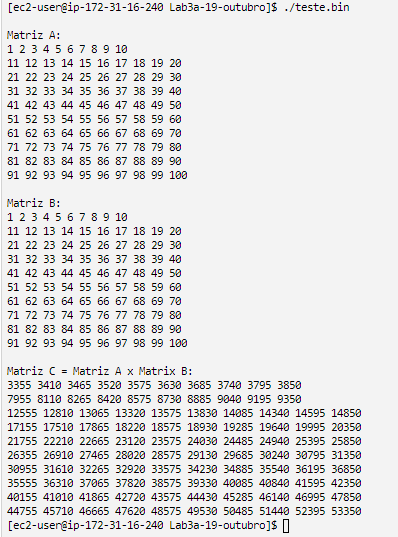 [ec2-user@ip-172-31-16-240 Lab3a-19-outubro]$ ./teste.bin
Matriz A:
1 2 3 4 5 6 7 8 9 10
11 12 13 14 15 16 17 18 19 20
21 22 23 24 25 26 27 28 29 30
31 32 33 34 35 36 37 38 39 40
41 42 43 44 45 46 47 48 49 50
51 52 53 54 55 56 57 58 59 60
61 62 63 64 65 66 67 68 69 70
71 72 73 74 75 76 77 78 79 80
81 82 83 84 85 86 87 88 89 90
91 92 93 94 95 96 97 98 99 100
Matriz B:
1 2 3 4 5 6 7 8 9 10
11 12 13 14 15 16 17 18 19 20
21 22 23 24 25 26 27 28 29 30
31 32 33 34 35 36 37 38 39 40
41 42 43 44 45 46 47 48 49 50
51 52 53 54 55 56 57 58 59 60
61 62 63 64 65 66 67 68 69 70
71 72 73 74 75 76 77 78 79 80
81 82 83 84 85 86 87 88 89 90
91 92 93 94 95 96 97 98 99 100
Matriz C = Matriz A x Matrix B:
3355 3410 3465 3520 3575 3630 3685 3740 3795 3850
7955 8110 8265 8420 8575 8730 8885 9040 9195 9350
12555 12810 13065 13320 13575 13830 14085 14340 14595 14850
17155 17510 17865 18220 18575 18930 19285 19640 19995 20350
21755 22210 22665 23120 23575 24030 24485 24940 25395 25850
26355 26910 27465 28020 28575 29130 29685 30240 30795 31350
30955 31610 32265 32920 33575 34230 34885 35540 36195 36850
35555 36310 37065 37820 38575 39330 40085 40840 41595 42350
40155 41010 41865 42720 43575 44430 45285 46140 46995 47850
44755 45710 46665 47620 48575 49530 50485 51440 52395 53350
[ec2-user@ip-172-31-16-240 Lab3a-19-outubro]$